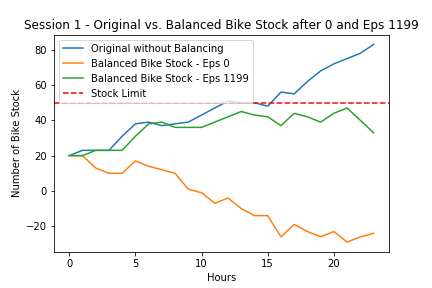 Session 1 - Original vs. Balanced Bike Stock after 0 and Eps 1199
Original without Balancing
Balanced Bike Stock - Eps 0
Balanced Bike Stock - Eps 1199
Stock Limit
Number of Bike Stock
80
60
40
20
0
−20
0
5
10
15
20
Hours